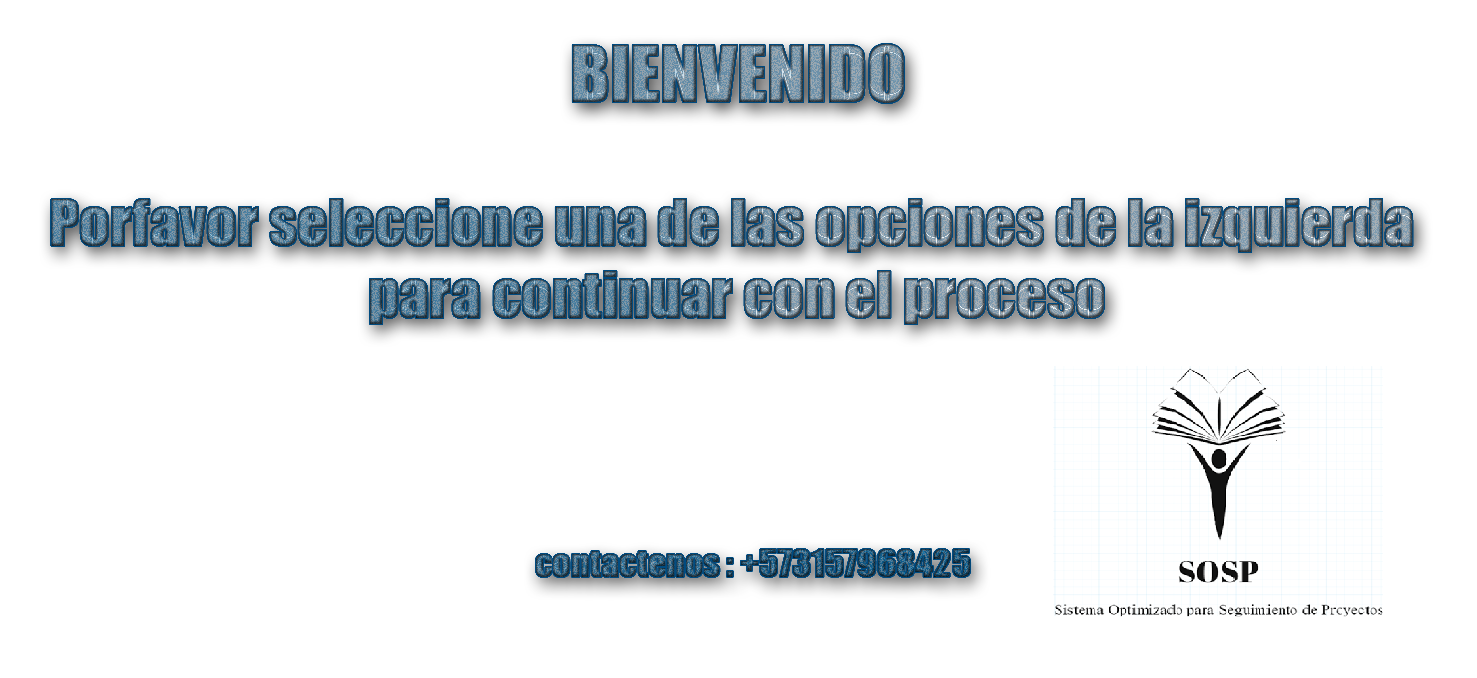 BIENVENIDO
Porfavor seleccione una de las opciones de la izquierda
para continuar con el proceso
contactenos : +573157968425
SOSP
Sistema Optimizado para Seguimiento de Proyectos